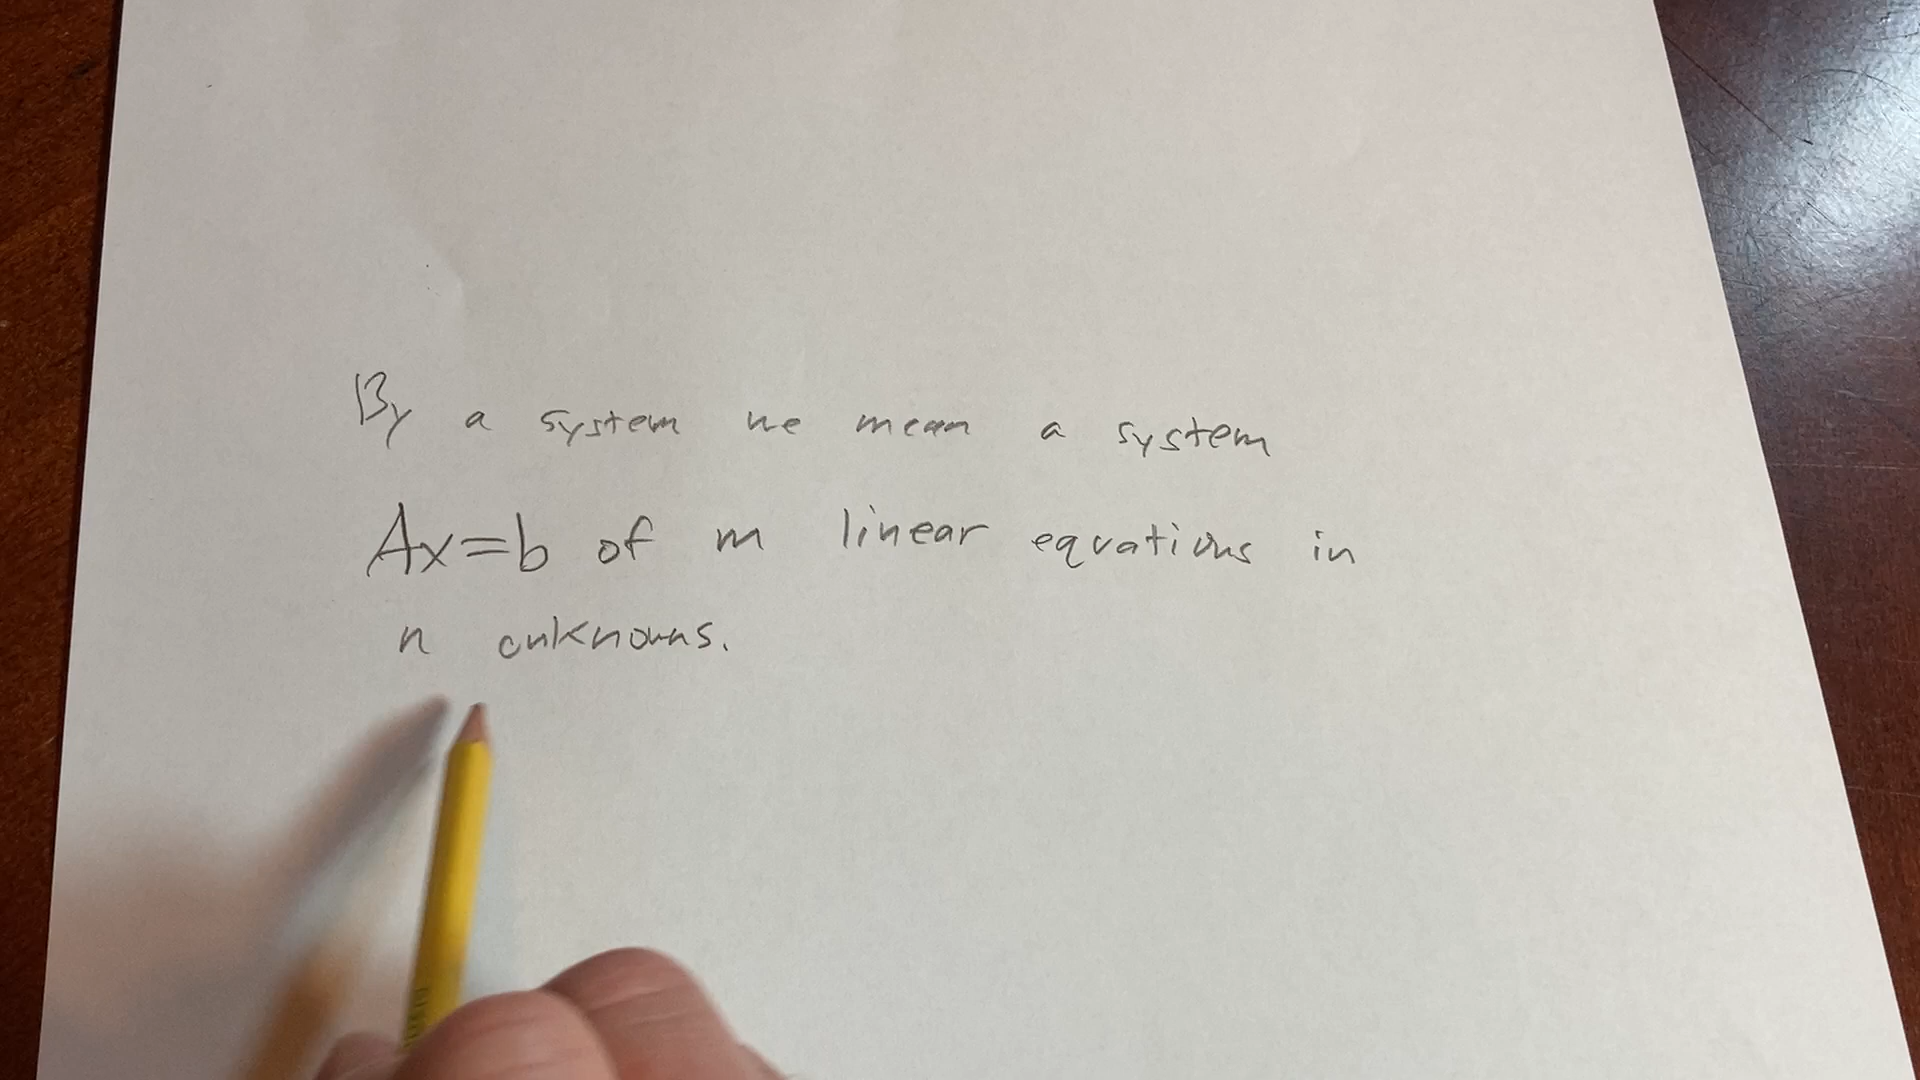 By a system we mean a system
Ax=b of m linear equations in
n unknowns.